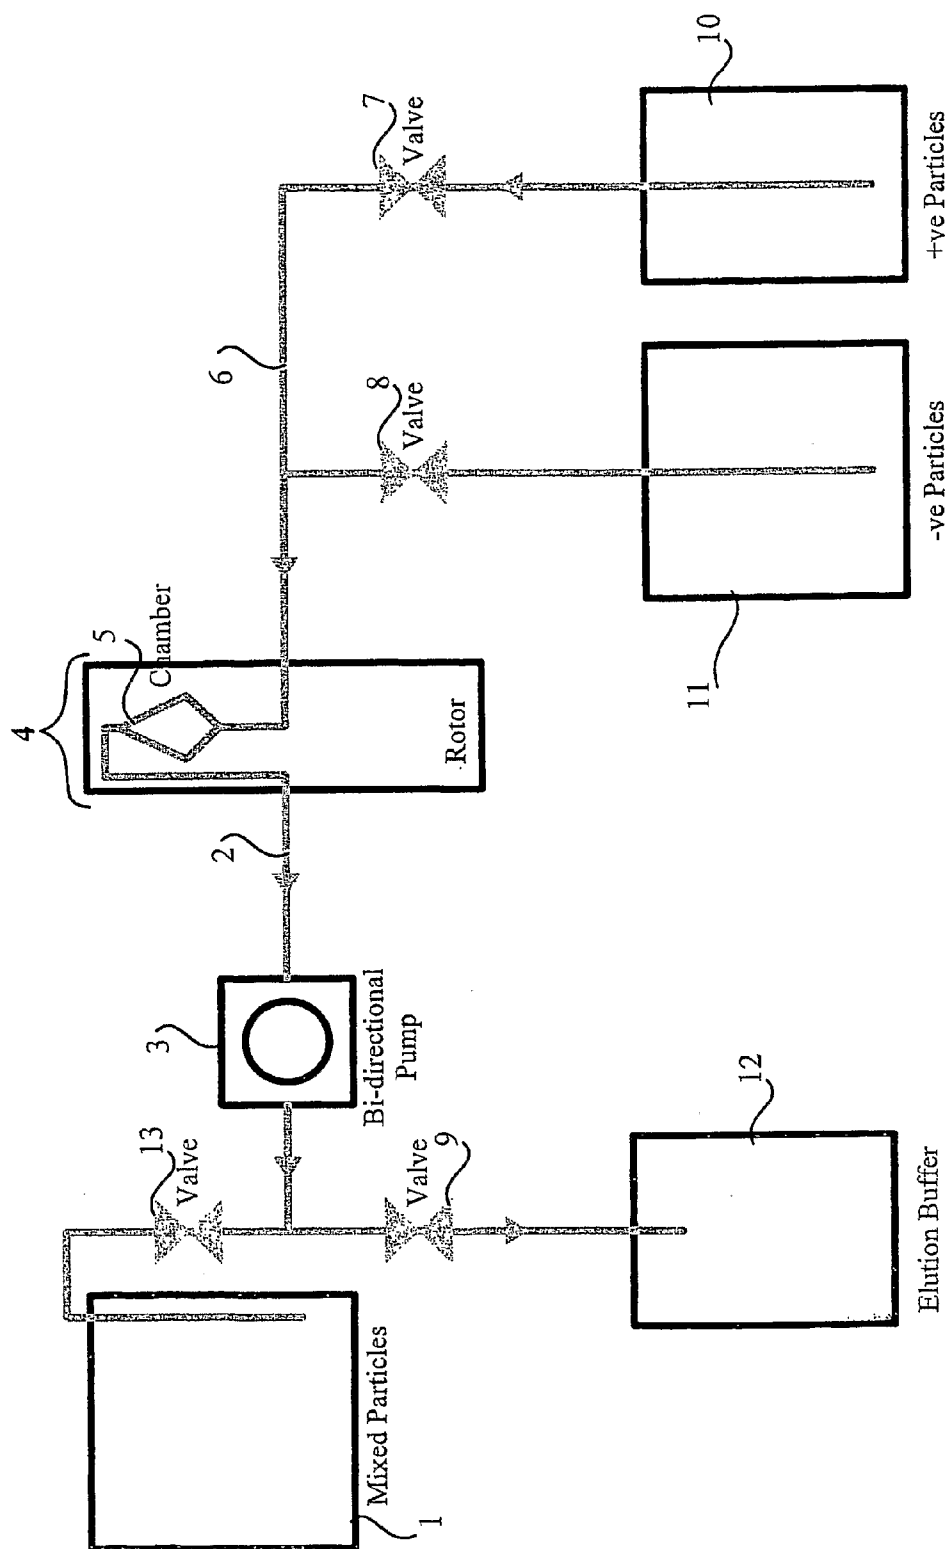 1
Mixed Particles
13
Valve
Valve
9
12
Elution Buffer
3
Bi-directional
Pump
2
4
5
Chamber
Rotor
6
7
Valve
8
Valve
11
-ve Particles
10
+ve Particles